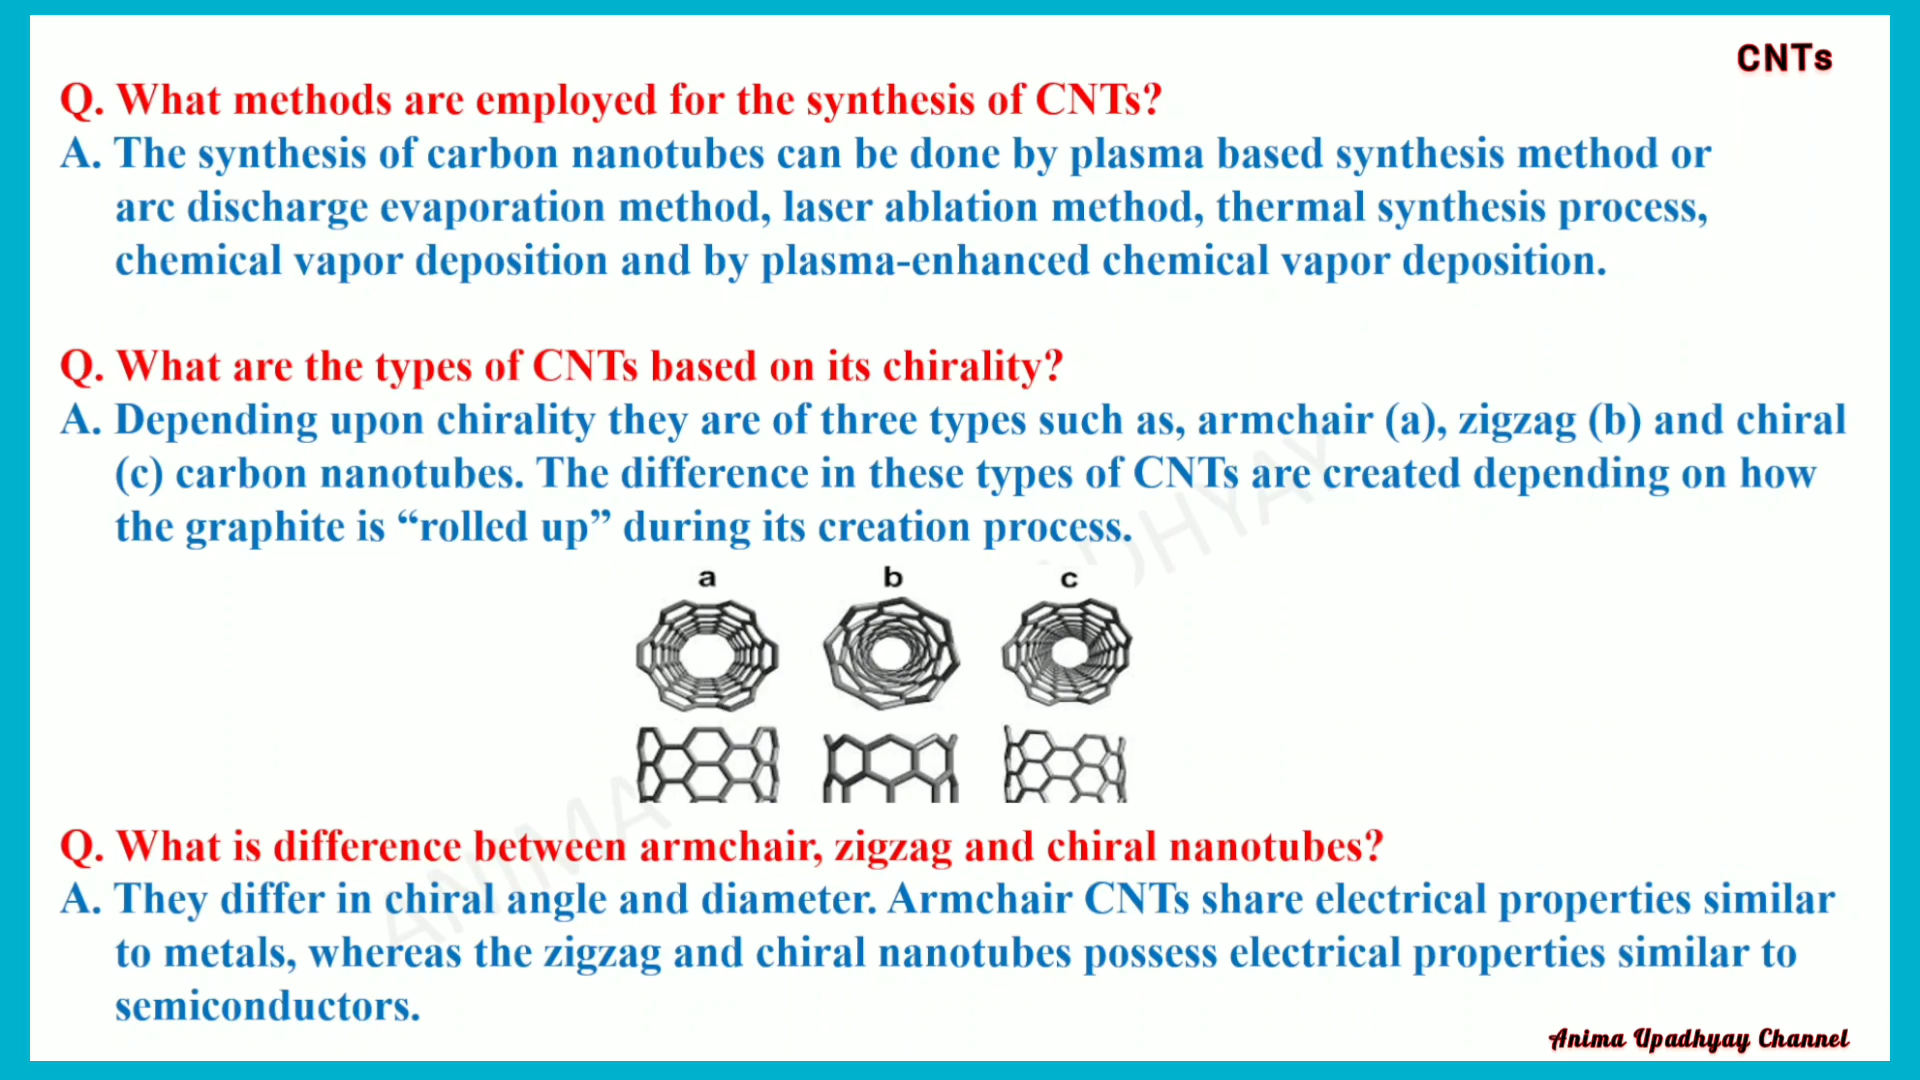 CNTs
Q. What methods are employed for the synthesis of CNTs?
A. The synthesis of carbon nanotubes can be done by plasma based synthesis method or
arc discharge evaporation method, laser ablation method, thermal synthesis process,
chemical vapor deposition and by plasma-enhanced chemical vapor deposition.
Q. What are the types of CNTs based on its chirality?
A. Depending upon chirality they are of three types such as, armchair (a), zigzag (b) and chiral
(c) carbon nanotubes. The difference in these types of CNTs are created depending on how
the graphite is “rolled up” during its creation process.
a b c
Q. What is difference between armchair, zigzag and chiral nanotubes?
A. They differ in chiral angle and diameter. Armchair CNTs share electrical properties similar
to metals, whereas the zigzag and chiral nanotubes possess electrical properties similar to
semiconductors.
ANIMA
Anima Upadhyay Channel